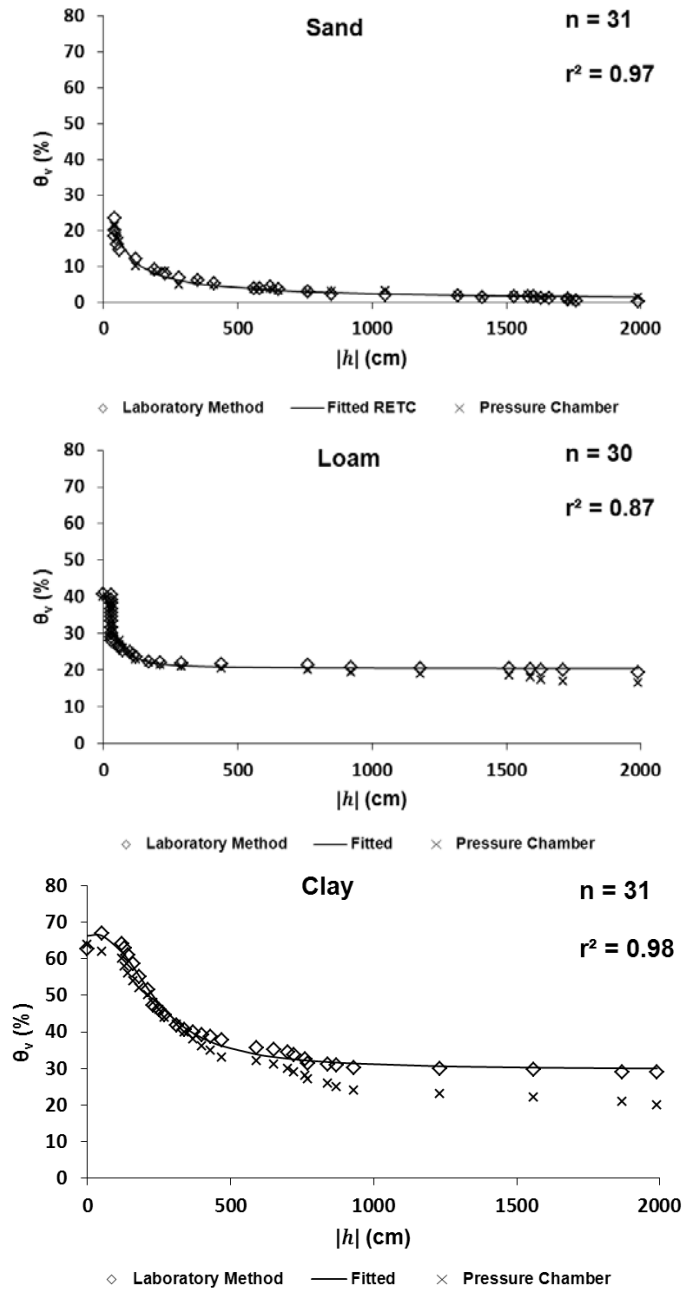 Sand
n = 31
r² = 0.97
80
70
60
50
40
30
20
10
0
θv (%)
0 500 1000 1500 2000
|h| (cm)
Laboratory Method Fitted RETC Pressure Chamber
Loam
n = 30
r² = 0.87
80
70
60
50
40
30
20
10
0
θv (%)
0 500 1000 1500 2000
|h| (cm)
Laboratory Method Fitted Pressure Chamber
Clay
n = 31
r² = 0.98
80
70
60
50
40
30
20
10
0
θv (%)
0 500 1000 1500 2000
|h| (cm)
Laboratory Method Fitted Pressure Chamber